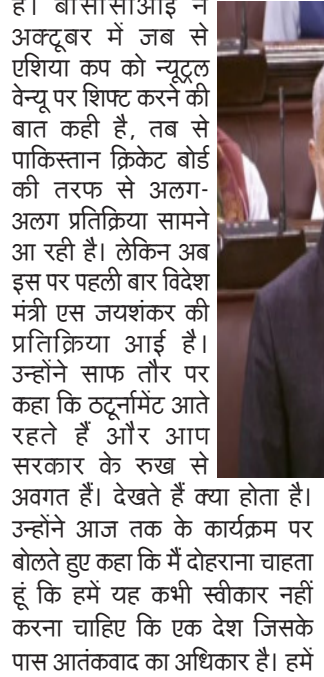 है। बीसीसीआई ने
अक्टूबर में जब से
एशिया कप को न्यूट्रल
वेन्यू पर शिफ्ट करने की
बात कही है, तब से
पाकिस्तान क्रिकेट बोर्ड
की तरफ से अलग-
अलग प्रतिक्रिया सामने
आ रही है। लेकिन अब
इस पर पहली बार विदेश
मंत्री एस जयशंकर की
प्रतिक्रिया आई है।
उन्होंने साफ तौर पर
कहा कि ठटूर्नामेंट आते
रहते हैं और आप
सरकार के रुख से
अवगत हैं। देखते हैं क्या होता है।
उन्होंने आज तक के कार्यक्रम पर
बोलते हुए कहा कि मैं दोहराना चाहता
हूं कि हमें यह कभी स्वीकार नहीं
करना चाहिए कि एक देश जिसके
पास आतंकवाद का अधिकार है। हमें